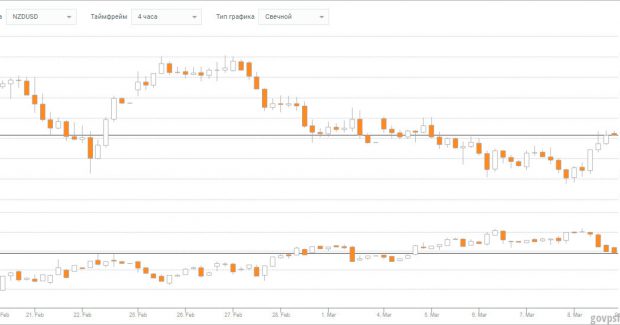 NZDUSD Таймфрейм 4 часа Тип графика Свечной
Feb 21. Feb 22. Feb 25. Feb 26. Feb 27. Feb 28. Feb 1. Mar 4. Mar 5. Mar 6. Mar 7. Mar 8. Mar
govpsf